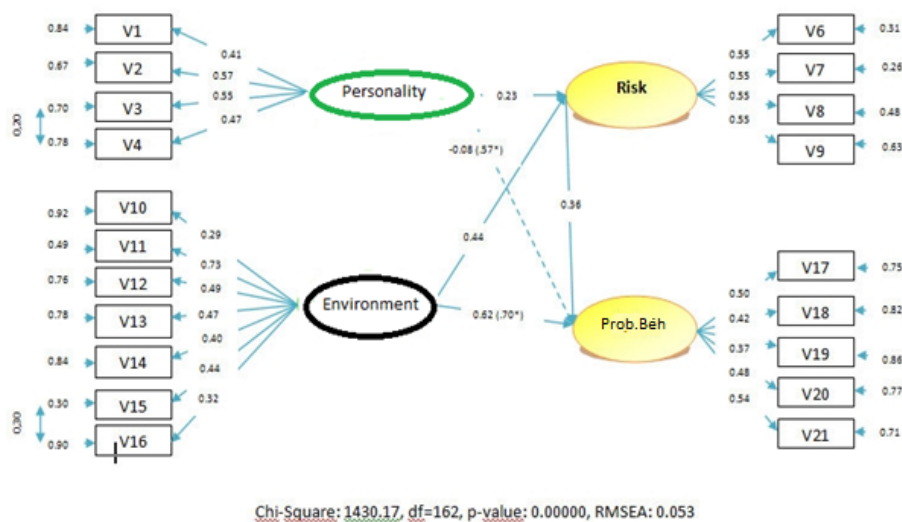 0.84 V1
0.67 V2
0.70 V3
0.78 V4
0.20
0.41
0.57
0.55
0.47
Personality
0.23
-0.08 (.57*)
Risk
0.55
0.55
0.55
0.55
V6 0.31
V7 0.26
V8 0.48
V9 0.63
0.92 V10
0.49 V11
0.76 V12
0.78 V13
0.84 V14
0.30 V15
0.90 V16
0.30
0.29
0.73
0.49
0.47
0.40
0.44
0.32
Environment
0.44
0.36
0.62 (.70*)
Prob.Beh
0.50
0.42
0.37
0.48
0.54
V17 0.75
V18 0.82
V19 0.86
V20 0.77
V21 0.71
Chi-Square: 1430.17, df=162, p-value: 0.00000, RMSEA: 0.053